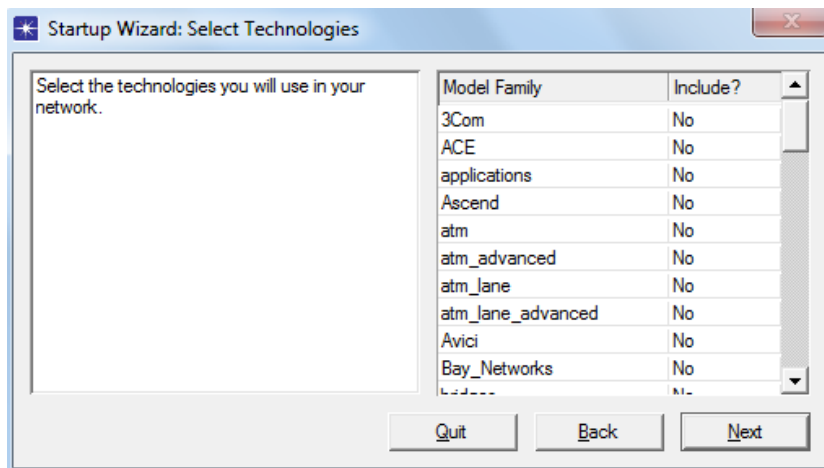 Startup Wizard: Select Technologies
Select the technologies you will use in your
network.
Model Family Include?
3Com No
ACE No
applications No
Ascend No
atm No
atm_advanced No
atm_lane No
atm_lane_advanced No
Avici No
Bay_Networks No
Quit Back Next